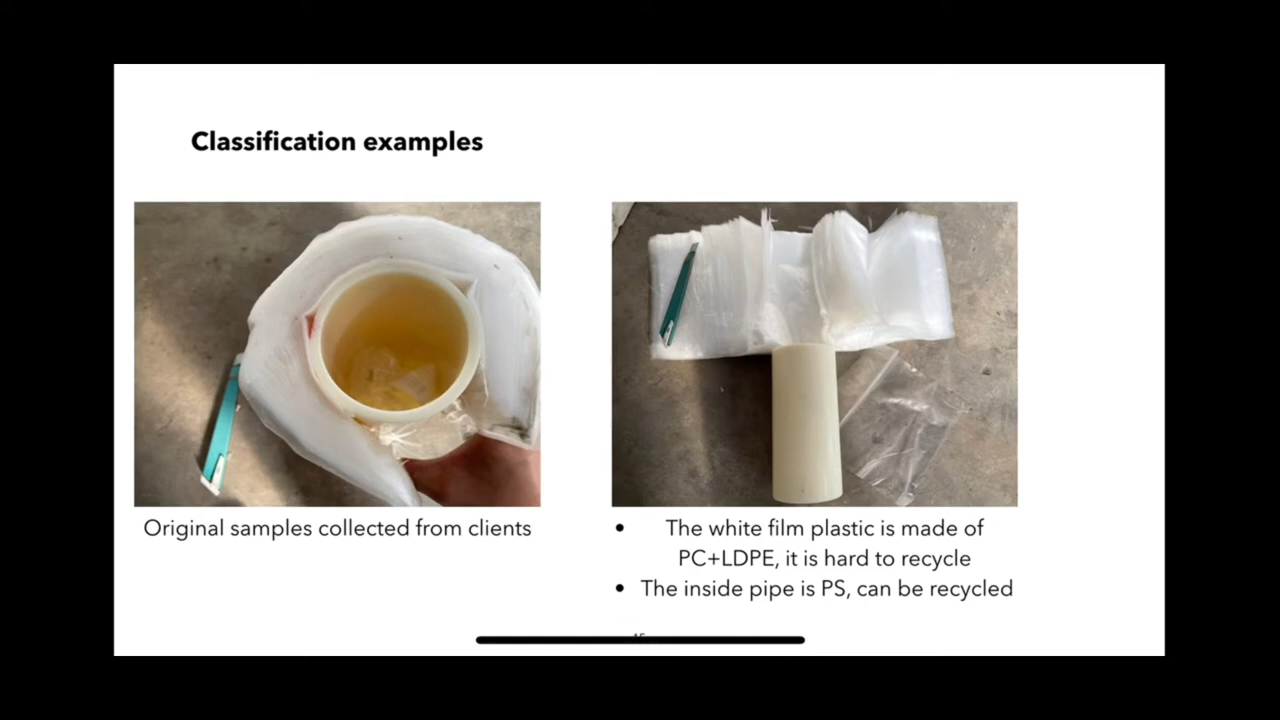 Classification examples
Original samples collected from clients
• The white film plastic is made of
PC+LDPE, it is hard to recycle
• The inside pipe is PS, can be recycled